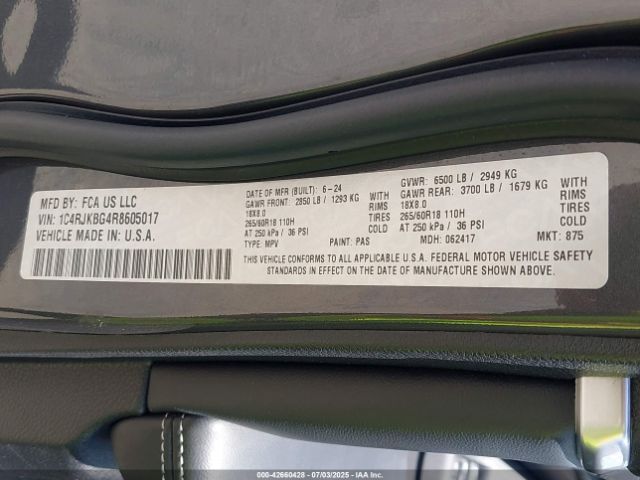 MFD BY: FCA US LLC
VIN: 1C4RJKBG4R8605017
VEHICLE MADE IN: U.S.A.
DATE OF MFR (BUILT): 6-24
GAWR FRONT: 2850 LB / 1293 KG WITH
18X8.0 RIMS
265/60R18 110H TIRES
AT 250 kPa / 36 PSI COLD
TYPE: MPV PAINT: PAS
GVWR: 6500 LB / 2949 KG
GAWR REAR: 3700 LB / 1679 KG WITH
18X8.0 RIMS
265/60R18 110H TIRES
AT 250 kPa / 36 PSI COLD
MDH: 062417 MKT: 875
THIS VEHICLE CONFORMS TO ALL APPLICABLE U.S.A. FEDERAL MOTOR VEHICLE SAFETY
STANDARDS IN EFFECT ON THE DATE OF MANUFACTURE SHOWN ABOVE.
000-42660428 - 07/03/2025 - IAAI.COM